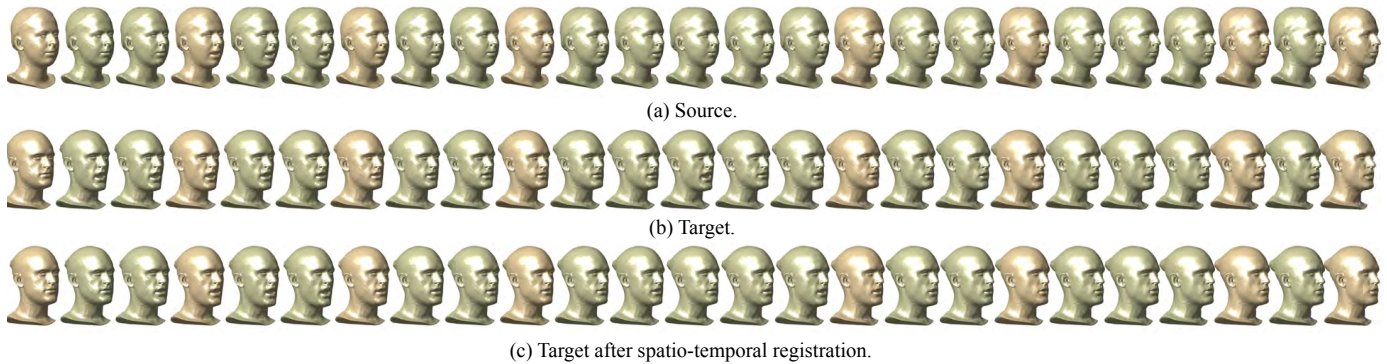 (a) Source.
(b) Target.
(c) Target after spatio-temporal registration.